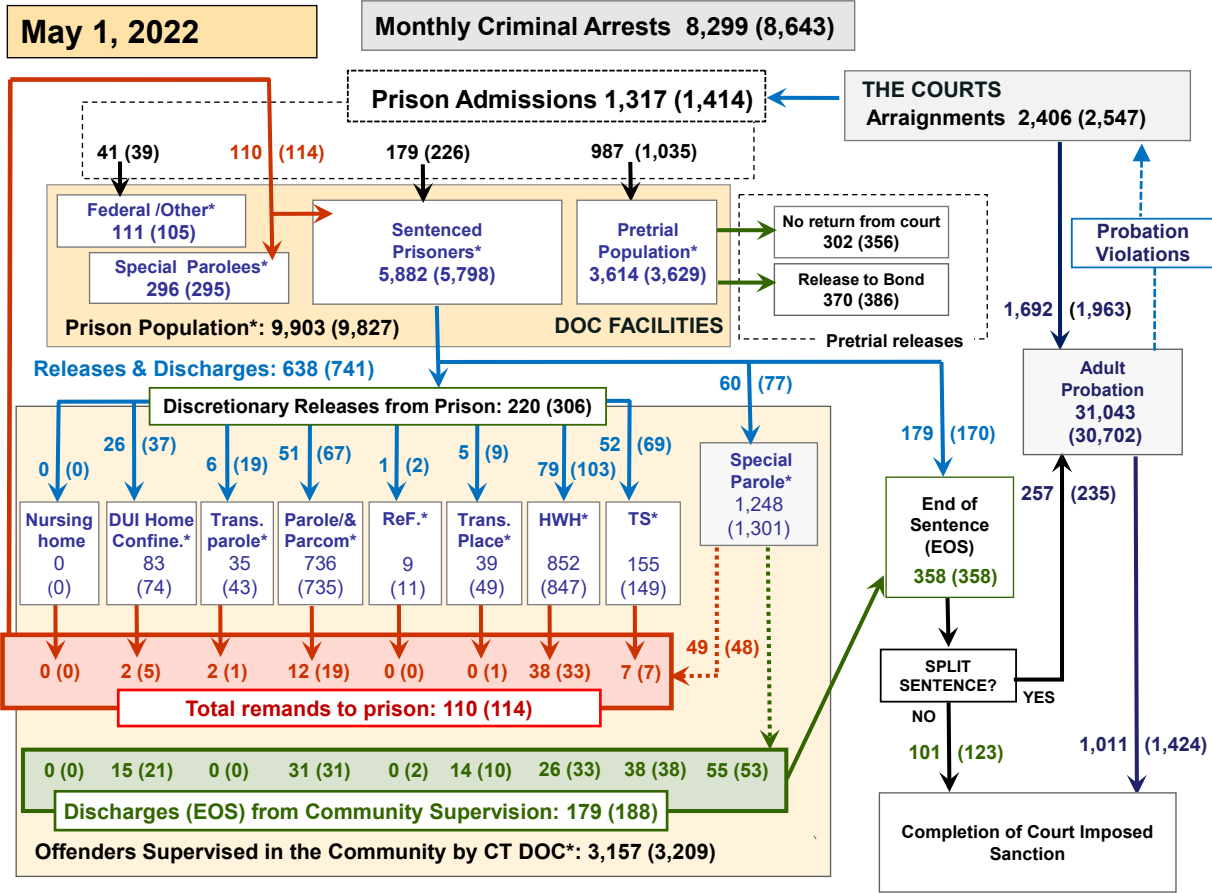 May 1, 2022
Monthly Criminal Arrests 8,299 (8,643)
Prison Admissions 1,317 (1,414)
THE COURTS
Arraignments 2,406 (2,547)
41 (39)
110 (114)
179 (226)
987 (1,035)
Federal /Other*
111 (105)
Special Parolees*
296 (295)
Sentenced
Prisoners*
5,882 (5,798)
Pretrial
Population*
3,614 (3,629)
No return from court
302 (356)
Release to Bond
370 (386)
Pretrial releases
Probation
Violations
Prison Population*: 9,903 (9,827)
DOC FACILITIES
1,692 (1,963)
Releases & Discharges: 638 (741)
60 (77)
Adult
Probation
31,043
(30,702)
Discretionary Releases from Prison: 220 (306)
0 (0)
26 (37)
6 (19)
51 (67)
1 (2)
5 (9)
79 (103)
52 (69)
179 (170)
257 (235)
Nursing
home
0
(0)
DUI Home
Confine.*
83
(74)
Trans.
parole*
35
(43)
Parole/&
Parcom*
736
(735)
ReF.*
9
(11)
Trans.
Place*
39
(49)
HWH*
852
(847)
TS*
155
(149)
Special
Parole*
1,248
(1,301)
End of
Sentence
(EOS)
358 (358)
0 (0)
2 (5)
2 (1)
12 (19)
0 (0)
0 (1)
38 (33)
7 (7)
49 (48)
Total remands to prison: 110 (114)
SPLIT
SENTENCE?
YES
NO
101 (123)
1,011 (1,424)
0 (0)
15 (21)
0 (0)
31 (31)
0 (2)
14 (10)
26 (33)
38 (38)
55 (53)
Discharges (EOS) from Community Supervision: 179 (188)
Offenders Supervised in the Community by CT DOC*: 3,157 (3,209)
Completion of Court Imposed
Sanction